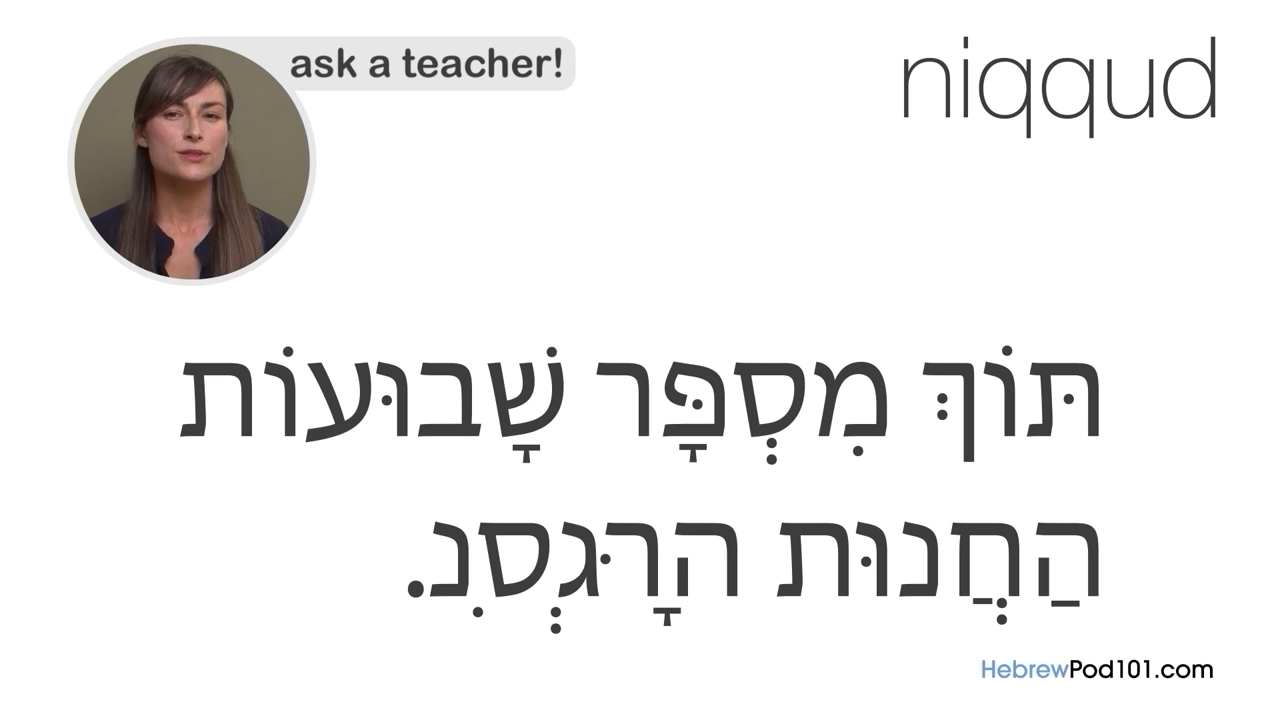 ask a teacher!
niqqud
תּוֹךְ מִסְפָּר שָׁבוּעוֹת
הַחֲנוּת הָרּגְסִנ.
HebrewPod101.com